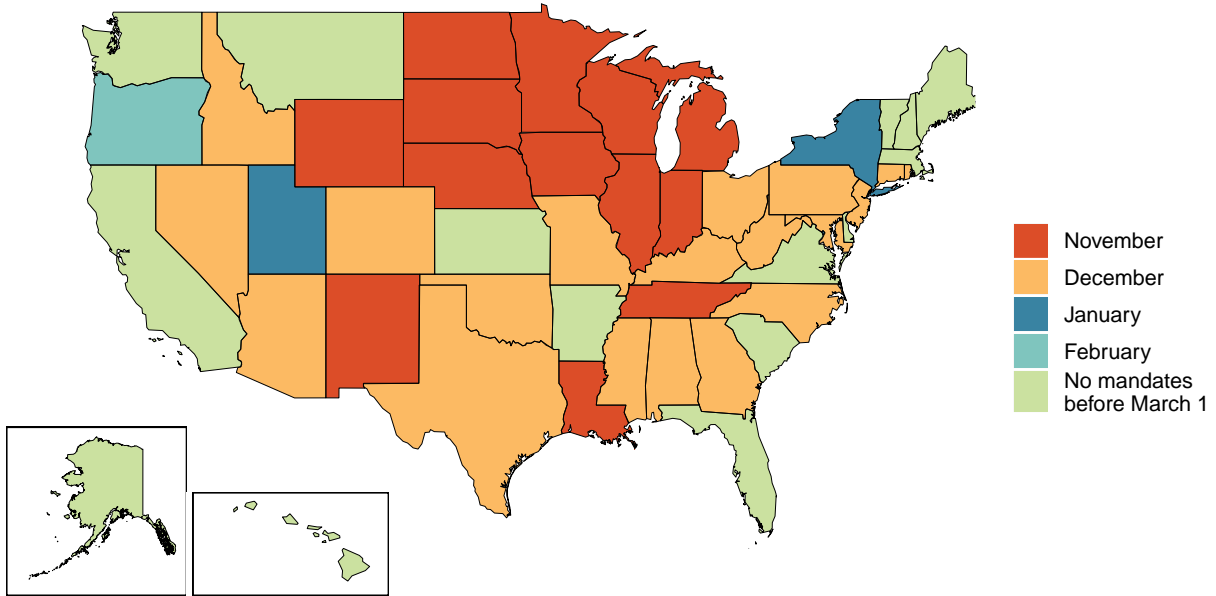 November
December
January
February
No mandates
before March 1